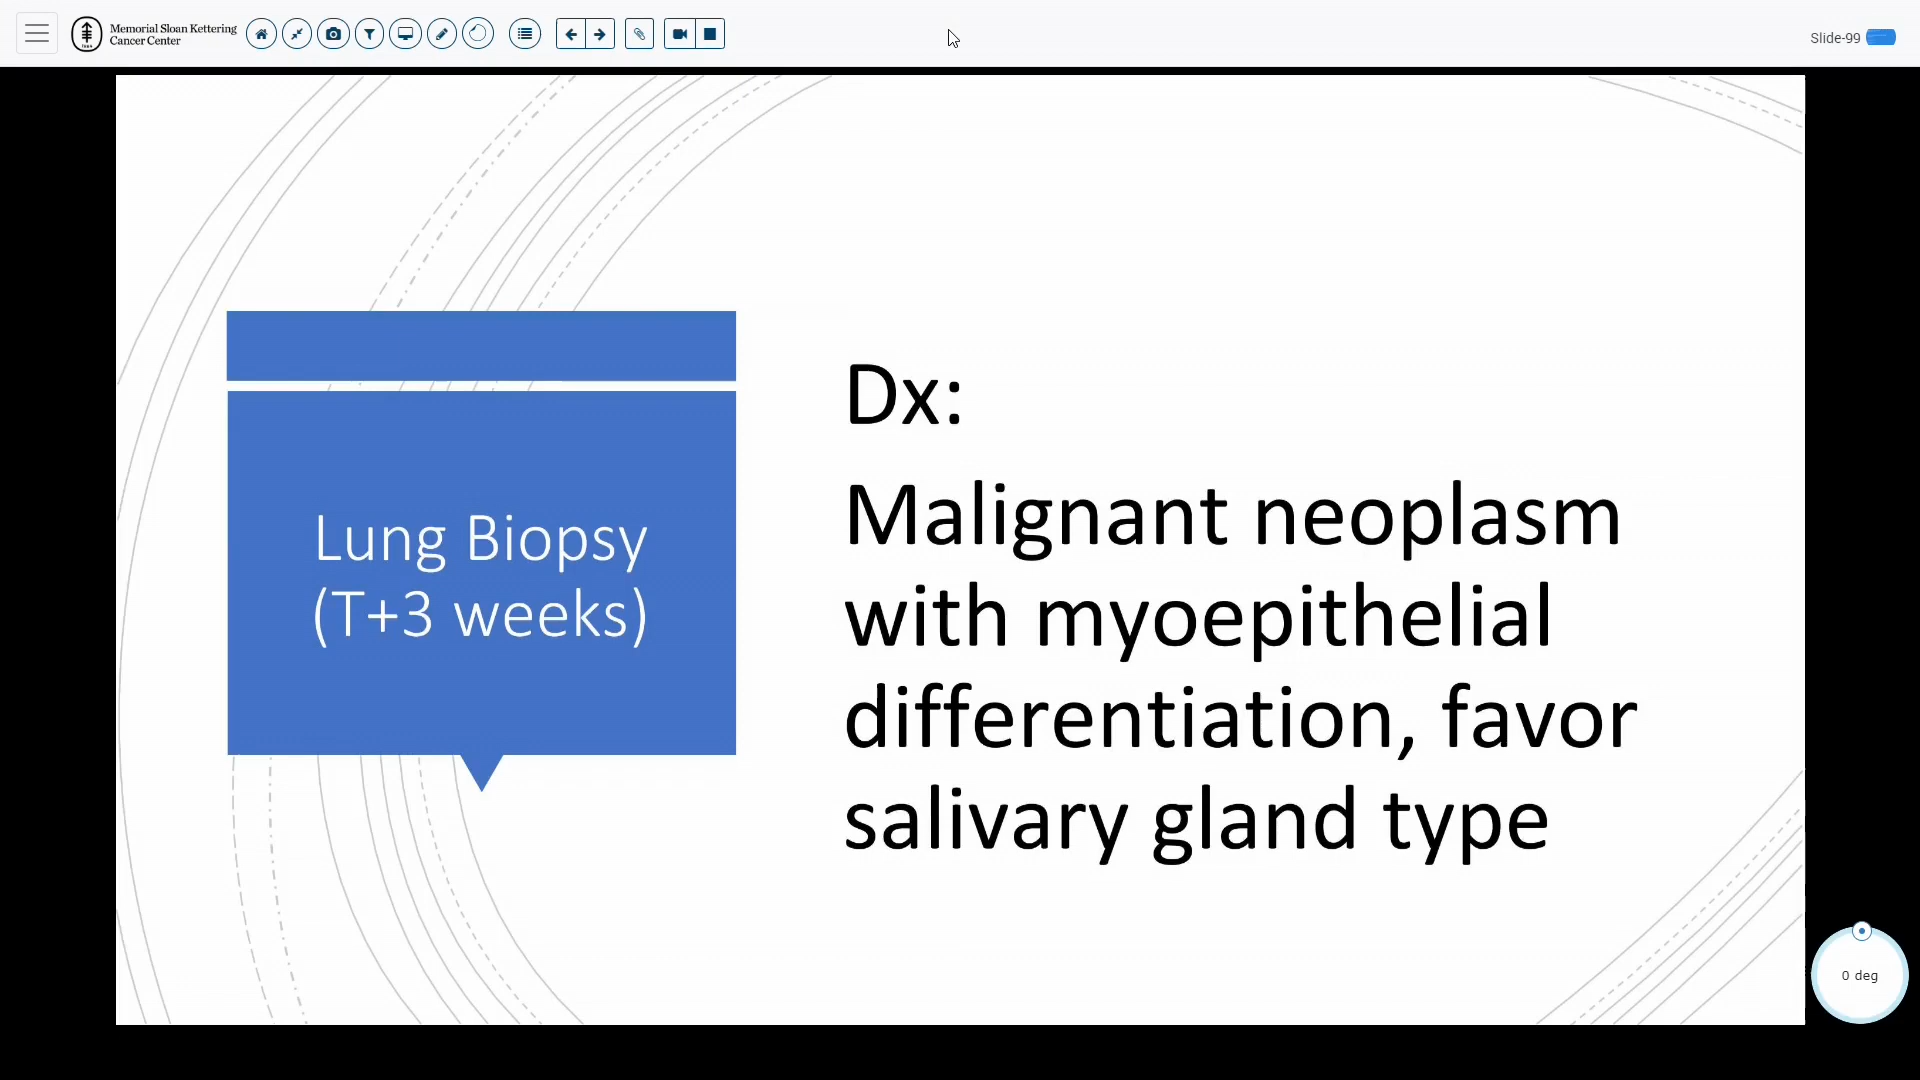 Memorial Sloan Kettering
Cancer Center
Slide-99
Lung Biopsy
(T+3 weeks)
Dx:
Malignant neoplasm
with myoepithelial
differentiation, favor
salivary gland type
0 deg